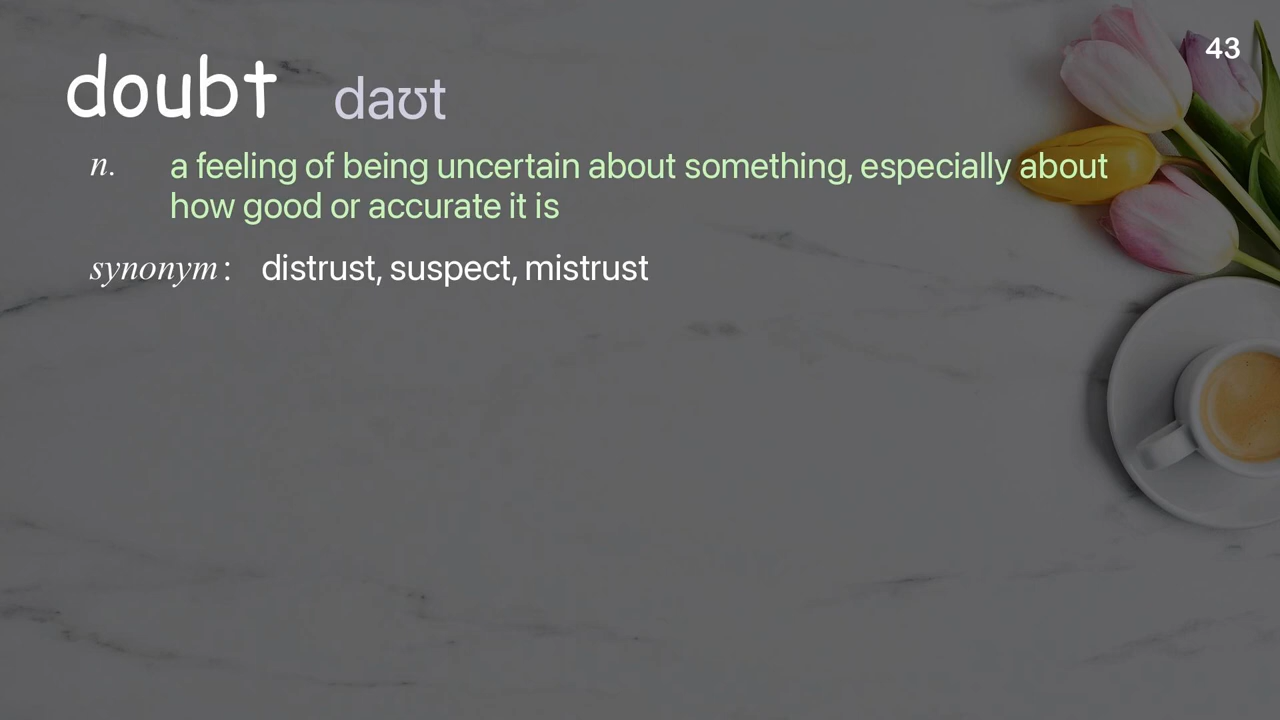 43
doubt daʊt
n. a feeling of being uncertain about something, especially about
how good or accurate it is
synonym: distrust, suspect, mistrust